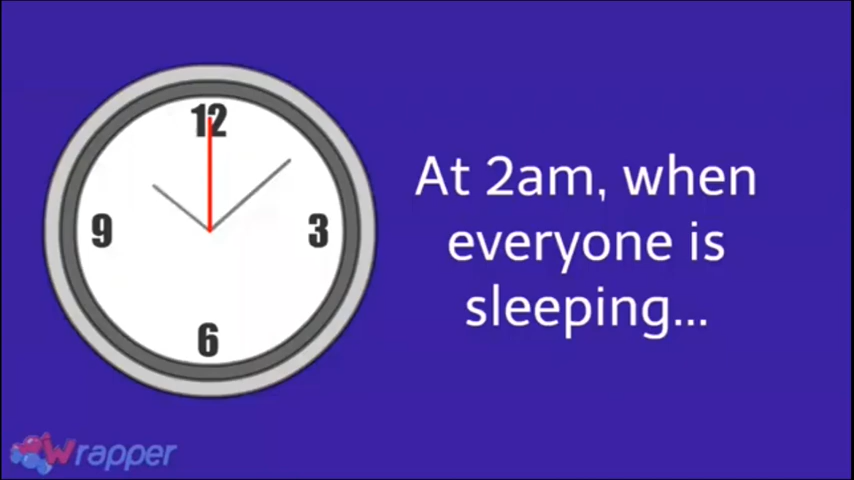 12
9
3
6
At 2am, when
everyone is
sleeping...
Wrapper